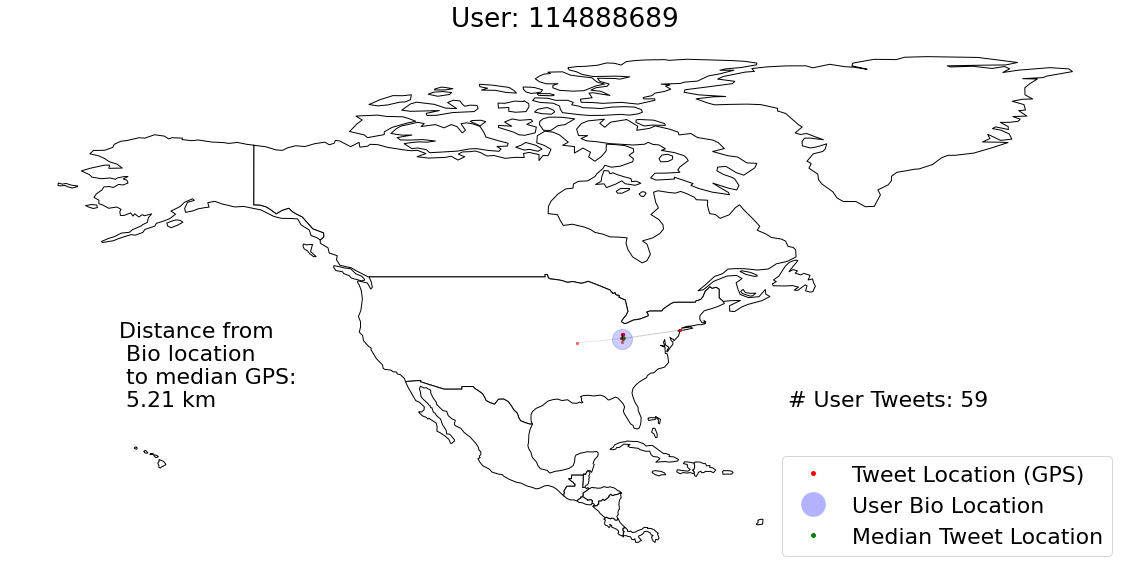 User: 114888689
Distance from
Bio location
to median GPS:
5.21 km
# User Tweets: 59
Tweet Location (GPS)
User Bio Location
Median Tweet Location